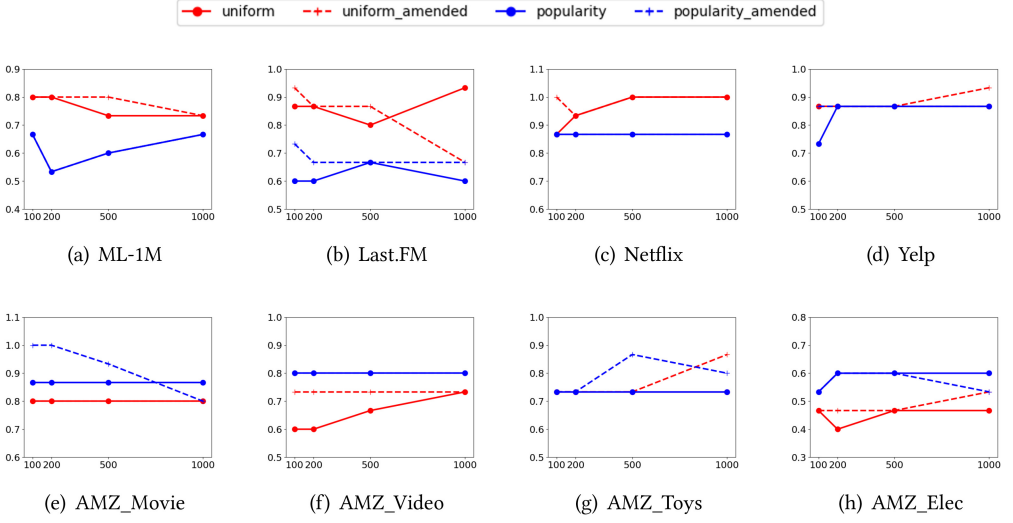 uniform uniform_amended popularity popularity_amended
0.9 0.8 0.7 0.6 0.5 0.4
100 200 500 1000
(a) ML-1M
1.0 0.9 0.8 0.7 0.6 0.5
100 200 500 1000
(b) Last.FM
1.1 1.0 0.9 0.8 0.7 0.6
100 200 500 1000
(c) Netflix
1.0 0.9 0.8 0.7 0.6 0.5
100 200 500 1000
(d) Yelp
1.1 1.0 0.9 0.8 0.7 0.6
100 200 500 1000
(e) AMZ_Movie
1.0 0.9 0.8 0.7 0.6 0.5
100 200 500 1000
(f) AMZ_Video
1.0 0.9 0.8 0.7 0.6 0.5
100 200 500 1000
(g) AMZ_Toys
0.8 0.7 0.6 0.5 0.4 0.3
100 200 500 1000
(h) AMZ_Elec